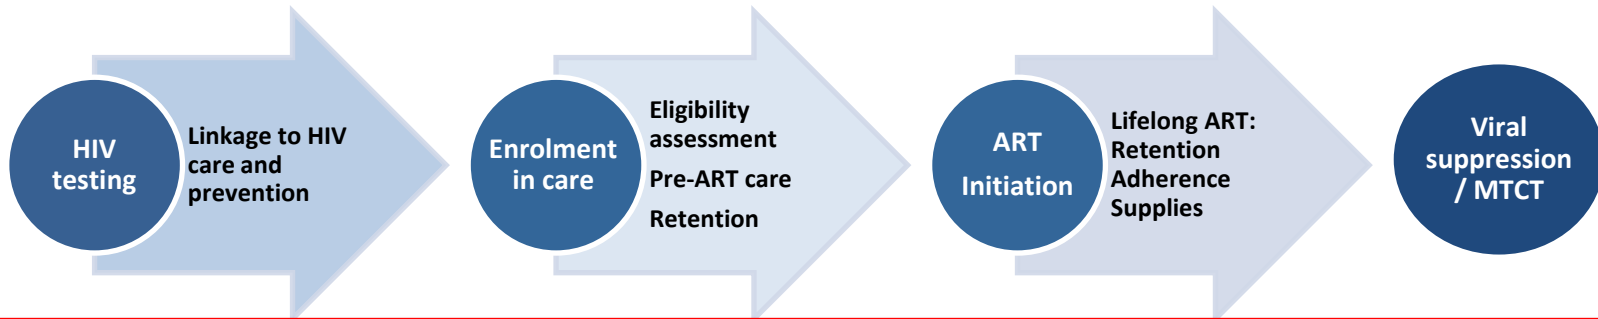 HIV
testing
Linkage to HIV
care and
prevention
Enrolment
in care
Eligibility
assessment
Pre-ART care
Retention
ART
Initiation
Lifelong ART:
Retention
Adherence
Supplies
Viral
suppression
/ MTCT